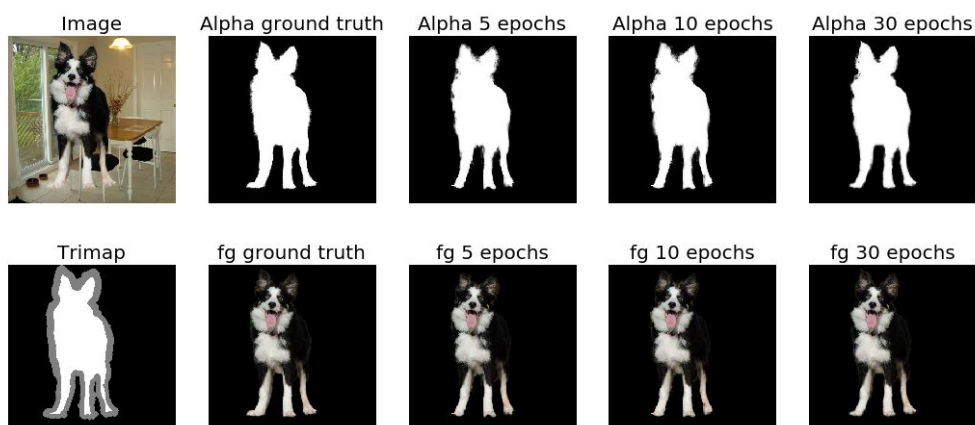 Image
Alpha ground truth
Alpha 5 epochs
Alpha 10 epochs
Alpha 30 epochs
Trimap
fg ground truth
fg 5 epochs
fg 10 epochs
fg 30 epochs